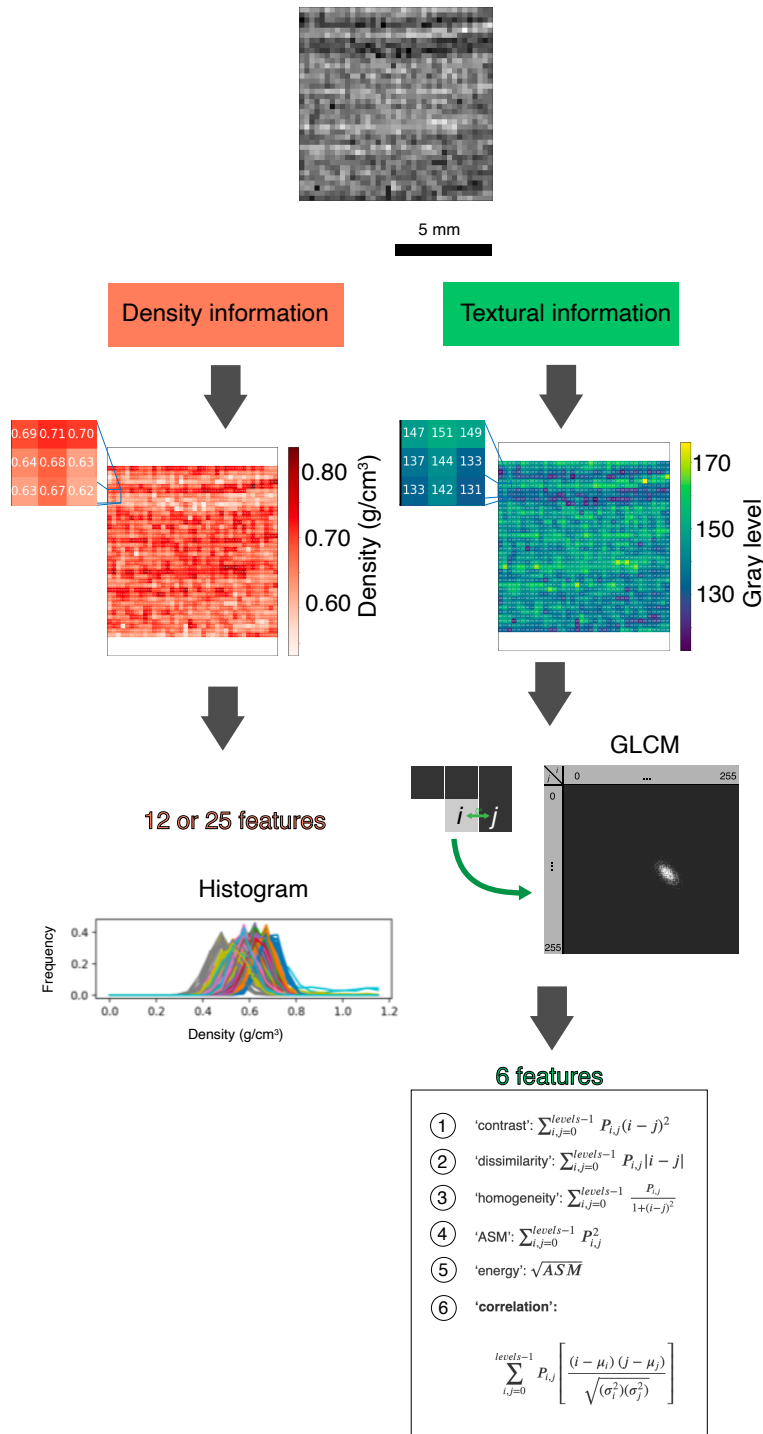 5 mm
Density information
Textural information
0.69 0.71 0.70
0.64 0.68 0.63
0.63 0.67 0.62
0.80
0.70
0.60
Density (g/cm³)
147 151 149
137 144 133
133 142 131
170
150
130
Gray level
12 or 25 features
Histogram
Frequency
0.4
0.2
0.0
0.0 0.2 0.4 0.6 0.8 1.0 1.2
Density (g/cm³)
GLCM
i j
0 ... 255
0
...
255
6 features
1 'contrast': ∑_{i,j=0}^{levels−1} P_{i,j}(i − j)²
2 'dissimilarity': ∑_{i,j=0}^{levels−1} P_{i,j}|i − j|
3 'homogeneity': ∑_{i,j=0}^{levels−1} P_{i,j}/(1+(i−j)²)
4 'ASM': ∑_{i,j=0}^{levels−1} P²_{i,j}
5 'energy': √ASM
6 'correlation':
∑_{i,j=0}^{levels−1} P_{i,j} [ (i − μ_i) (j − μ_j) / √((σ_i²)(σ_j²)) ]